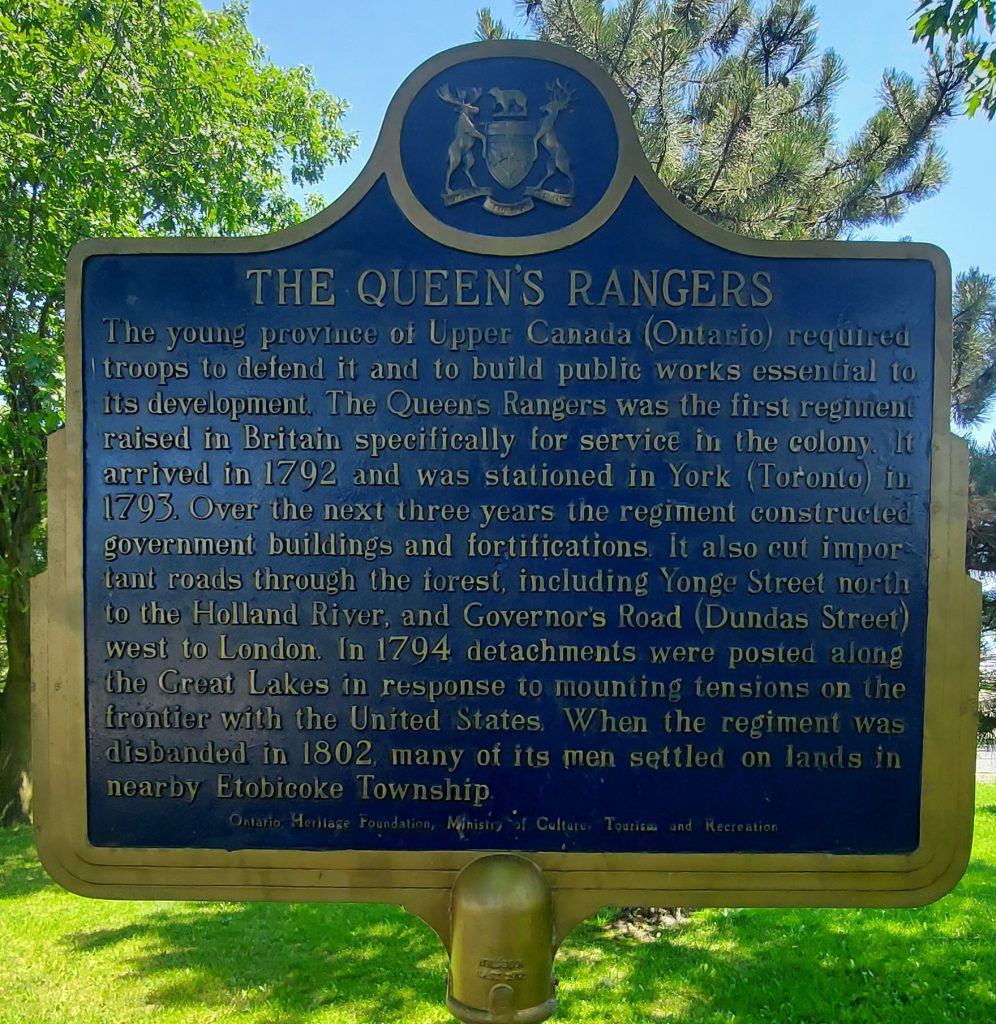 THE QUEEN'S RANGERS
The young province of Upper Canada (Ontario) required
troops to defend it and to build public works essential to
its development. The Queen's Rangers was the first regiment
raised in Britain specifically for service in the colony. It
arrived in 1792 and was stationed in York (Toronto) in
1793. Over the next three years the regiment constructed
government buildings and fortifications. It also cut impor-
tant roads through the forest, including Yonge Street north
to the Holland River, and Governor's Road (Dundas Street)
west to London. In 1794 detachments were posted along
the Great Lakes in response to mounting tensions on the
frontier with the United States. When the regiment was
disbanded in 1802, many of its men settled on lands in
nearby Etobicoke Township.
Ontario Heritage Foundation, Ministry of Culture, Tourism and Recreation